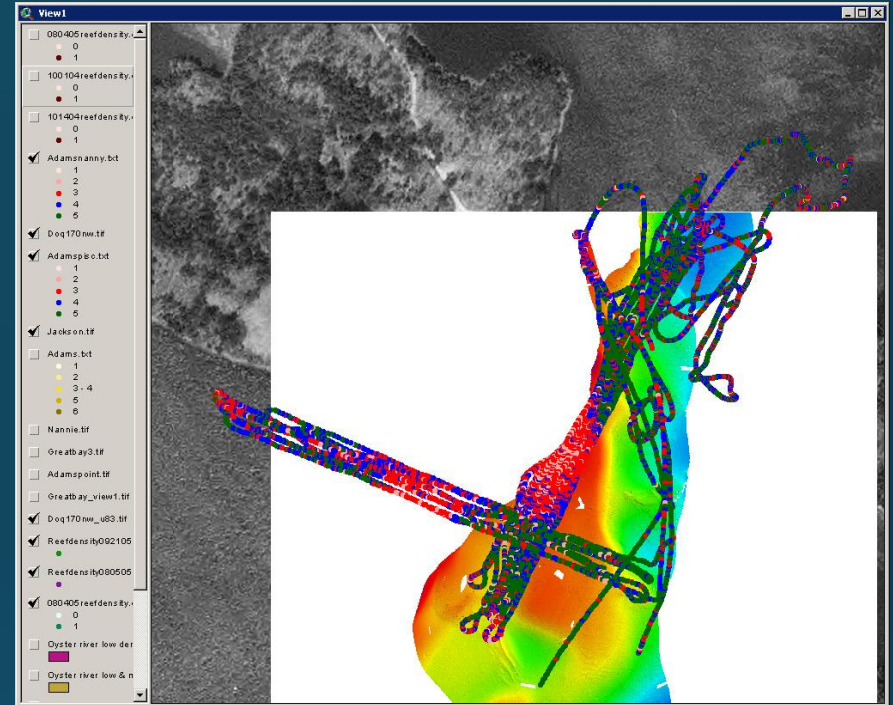 View1
080405reefdensity.
0
1
100104reefdensity.
0
1
101404reefdensity.
0
1
Adamsnanny.txt
1
2
3
4
5
Doq170nw.tif
Adamspisc.txt
1
2
3
4
5
Jackson.tif
Adams.txt
1
2
3 - 4
5
6
Nannie.tif
Greatbay3.tif
Adamspoint.tif
Greatbay_view1.tif
Doq170nw_u83.tif
Reefdensity092105
Reefdensity080505
080405reefdensity.
0
1
Oyster river low der
Oyster river low & n